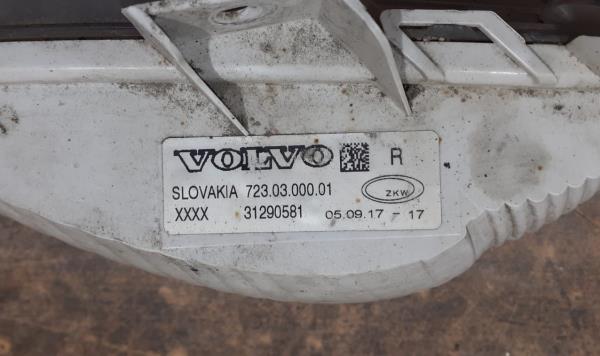 VOLVO R
SLOVAKIA 723.03.000.01 ZKW
XXXX 31290581 05.09.17 - 17